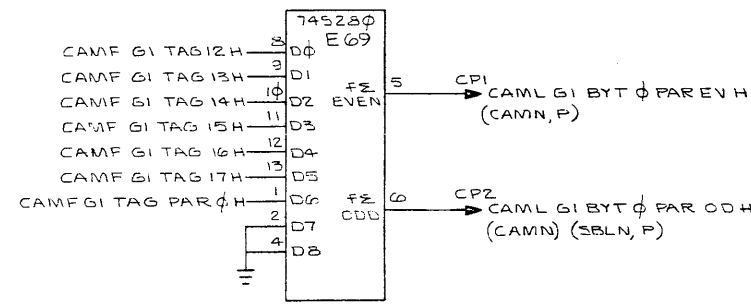 74S280
E69
CAMF G1 TAG 12 H 8 D0
CAMF G1 TAG 13 H 9 D1
CAMF G1 TAG 14 H 10 D2
CAMF G1 TAG 15 H 11 D3
CAMF G1 TAG 16 H 12 D4
CAMF G1 TAG 17 H 13 D5
CAMF G1 TAG PAR 0 H 1 D6
2 D7
4 D8
fΣ EVEN 5 CP1 CAML G1 BYT 0 PAR EV H
(CAMN, P)
fΣ ODD 6 CP2 CAML G1 BYT 0 PAR OD H
(CAMN) (SBLN, P)